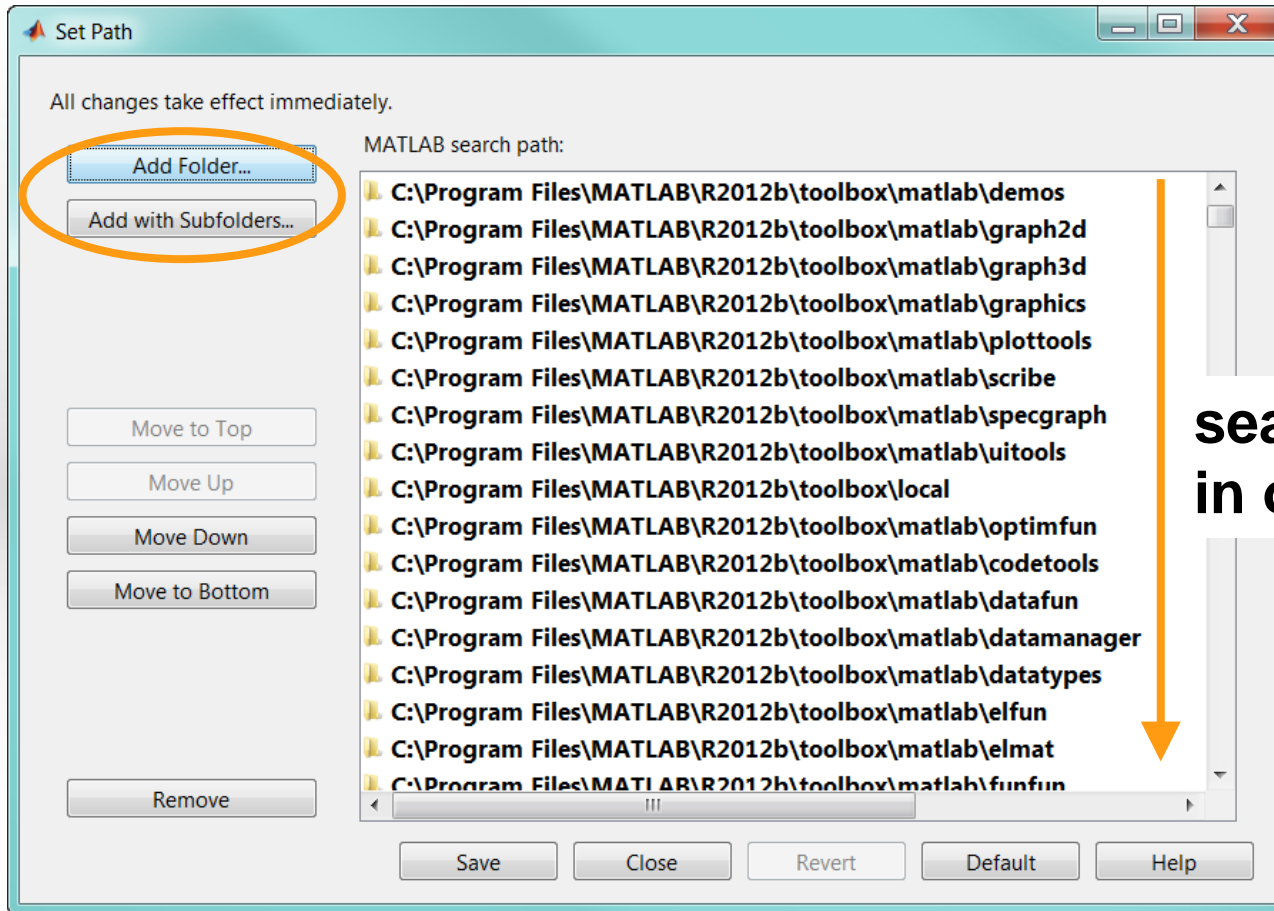 Set Path
All changes take effect immediately.
Add Folder...
Add with Subfolders...
Move to Top
Move Up
Move Down
Move to Bottom
Remove
MATLAB search path:
C:\Program Files\MATLAB\R2012b\toolbox\matlab\demos
C:\Program Files\MATLAB\R2012b\toolbox\matlab\graph2d
C:\Program Files\MATLAB\R2012b\toolbox\matlab\graph3d
C:\Program Files\MATLAB\R2012b\toolbox\matlab\graphics
C:\Program Files\MATLAB\R2012b\toolbox\matlab\plottools
C:\Program Files\MATLAB\R2012b\toolbox\matlab\scribe
C:\Program Files\MATLAB\R2012b\toolbox\matlab\specgraph
C:\Program Files\MATLAB\R2012b\toolbox\matlab\uitools
C:\Program Files\MATLAB\R2012b\toolbox\local
C:\Program Files\MATLAB\R2012b\toolbox\matlab\optimfun
C:\Program Files\MATLAB\R2012b\toolbox\matlab\codetools
C:\Program Files\MATLAB\R2012b\toolbox\matlab\datafun
C:\Program Files\MATLAB\R2012b\toolbox\matlab\datamanager
C:\Program Files\MATLAB\R2012b\toolbox\matlab\datatypes
C:\Program Files\MATLAB\R2012b\toolbox\matlab\elfun
C:\Program Files\MATLAB\R2012b\toolbox\matlab\elmat
C:\Program Files\MATLAB\R2012b\toolbox\matlab\funfun
in
Save
Close
Revert
Default
Help